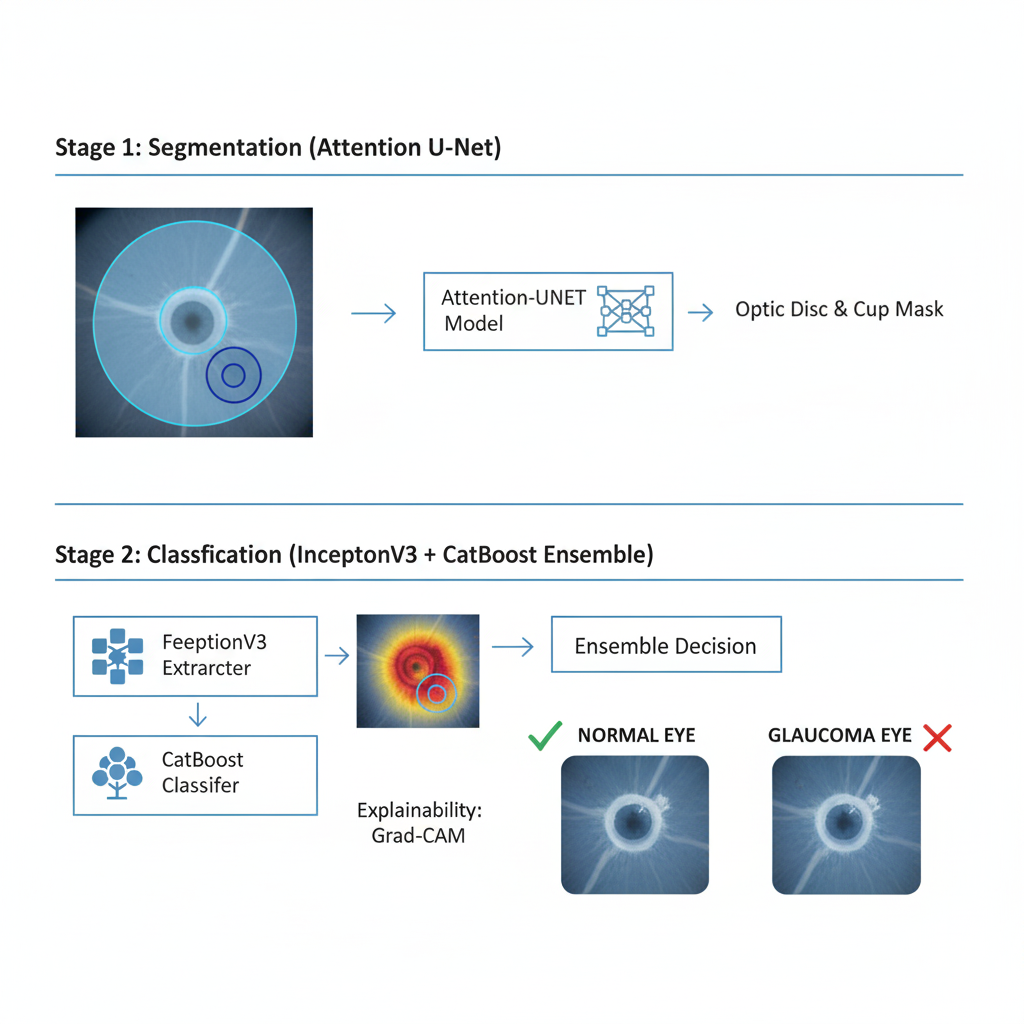 Stage 1: Segmentation (Attention U-Net)
Attention-UNET
Model
Optic Disc & Cup Mask
Stage 2: Classfication (InceptonV3 + CatBoost Ensemble)
FeeptionV3
Extrarcter
Ensemble Decision
CatBoost
Classifer
Explainability:
Grad-CAM
NORMAL EYE
GLAUCOMA EYE